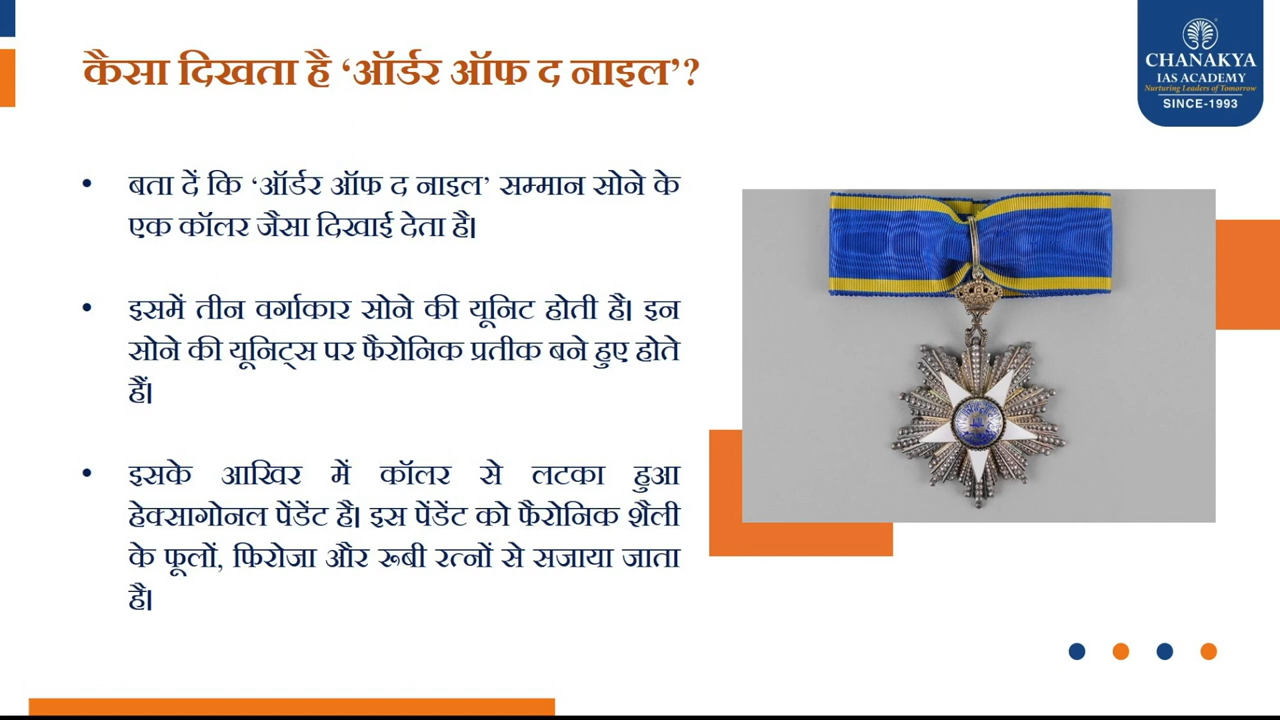 कैसा दिखता है ‘ऑर्डर ऑफ द नाइल’?
CHANAKYA
IAS ACADEMY
Nurturing Leaders of Tomorrow
SINCE-1993
• बता दें कि ‘ऑर्डर ऑफ द नाइल’ सम्मान सोने के
एक कॉलर जैसा दिखाई देता है।
• इसमें तीन वर्गाकार सोने की यूनिट होती है। इन
सोने की यूनिट्स पर फैरोनिक प्रतीक बने हुए होते
हैं।
• इसके आखिर में कॉलर से लटका हुआ
हेक्सागोनल पेंडेंट है। इस पेंडेंट को फैरोनिक शैली
के फूलों, फिरोजा और रूबी रत्नों से सजाया जाता
है।